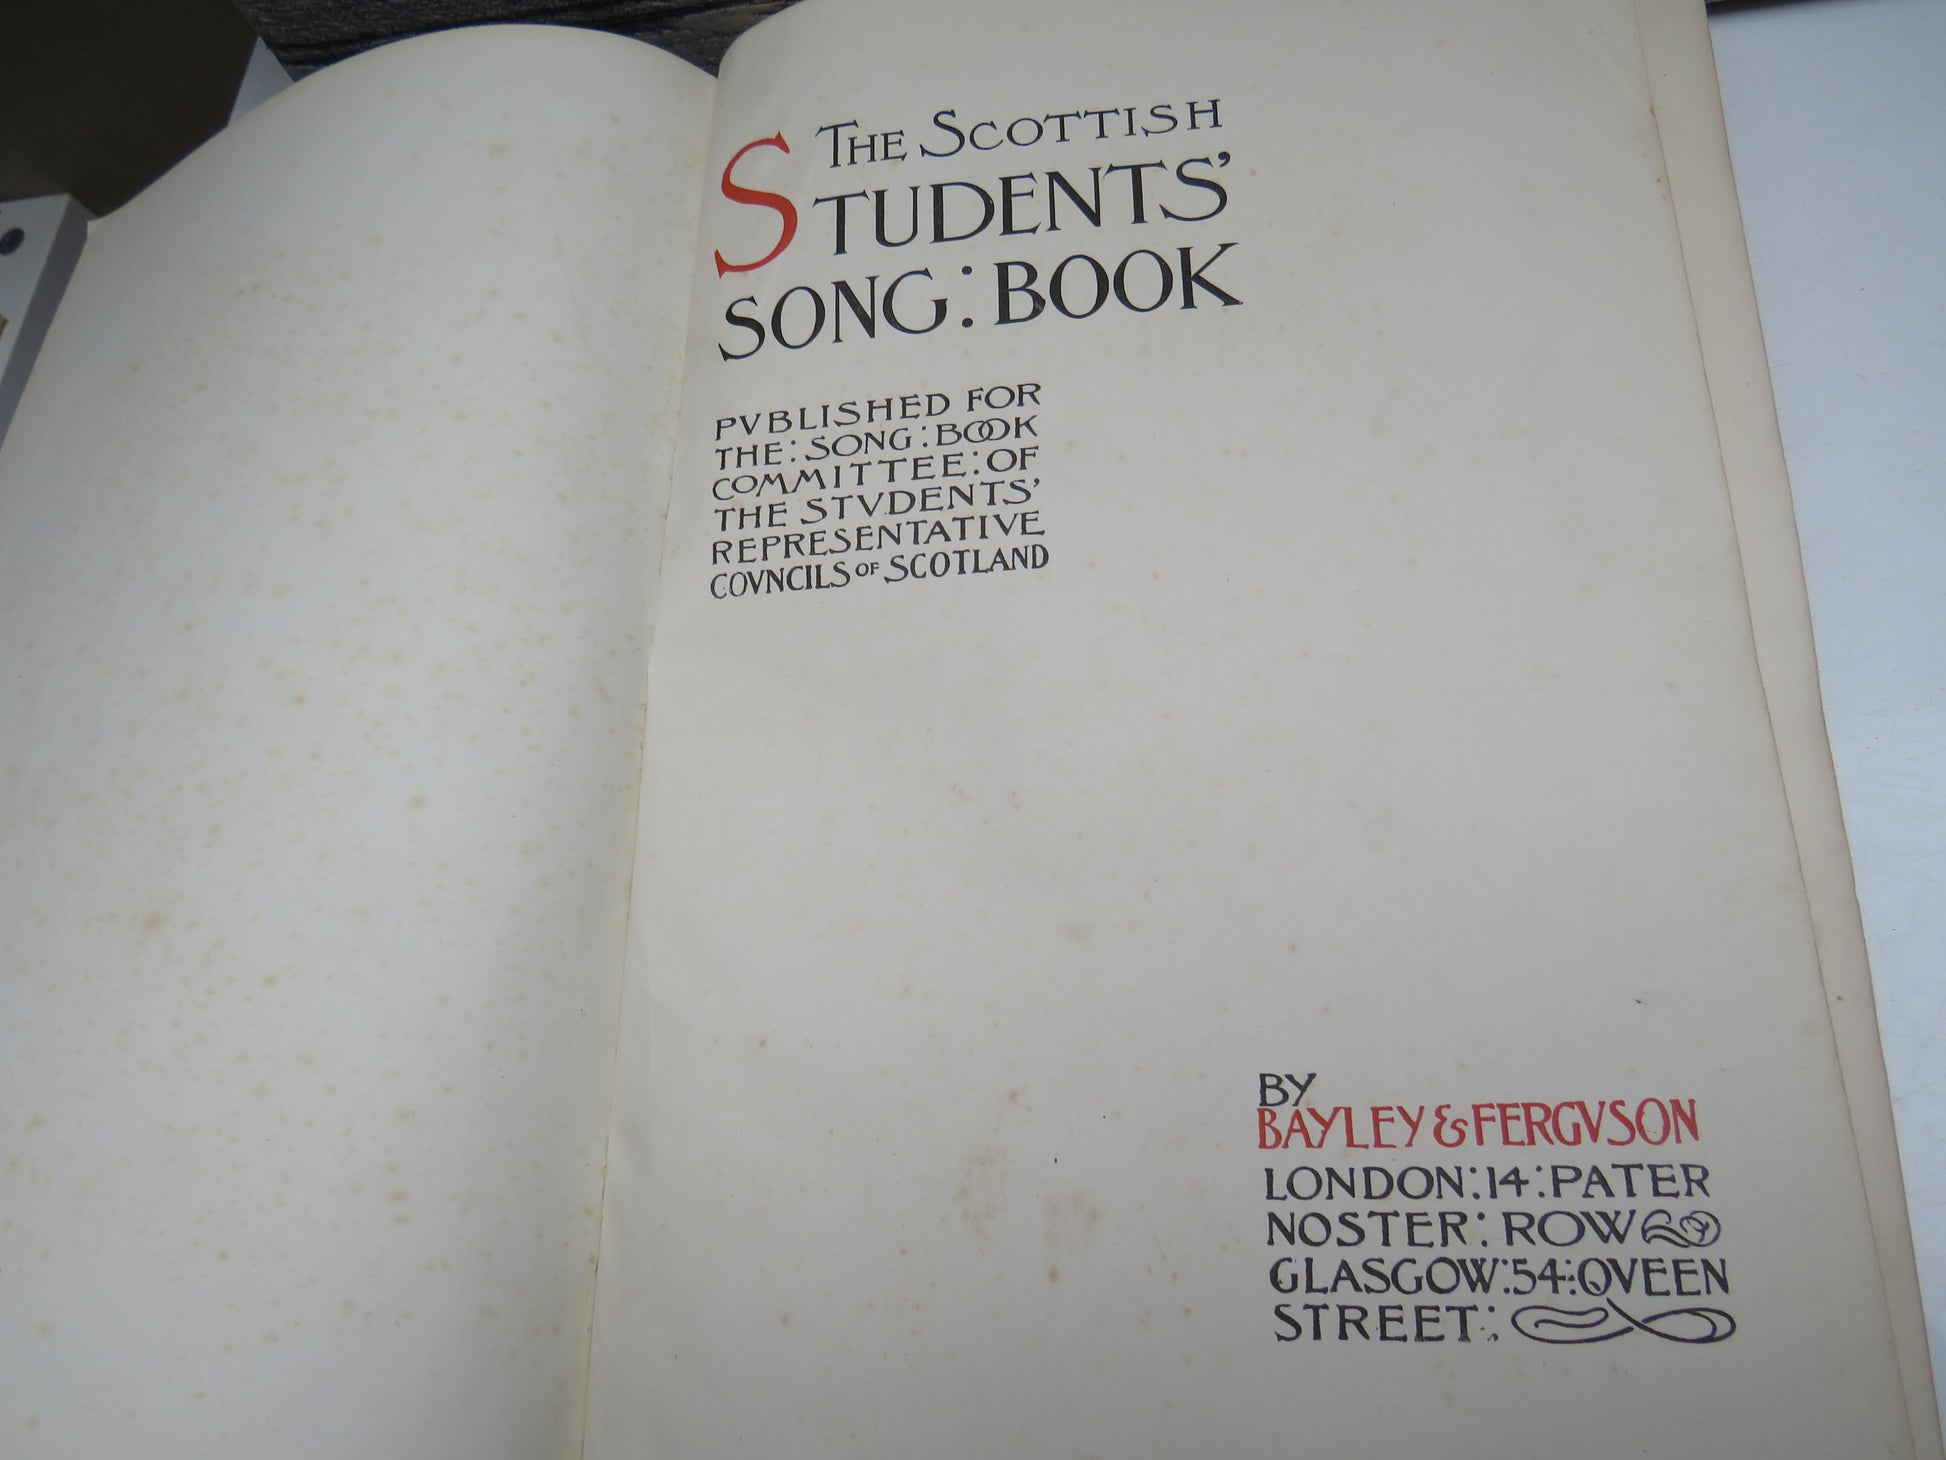 THE SCOTTISH
STUDENTS'
SONG: BOOK
PVBLISHED FOR
THE: SONG: BOOK
COMMITTEE: OF
THE STVDENTS'
REPRESENTATIVE
COVNCILS OF SCOTLAND
BY
BAYLEY & FERGVSON
LONDON: 14: PATER
NOSTER: ROW
GLASGOW: 54: QVEEN
STREET: